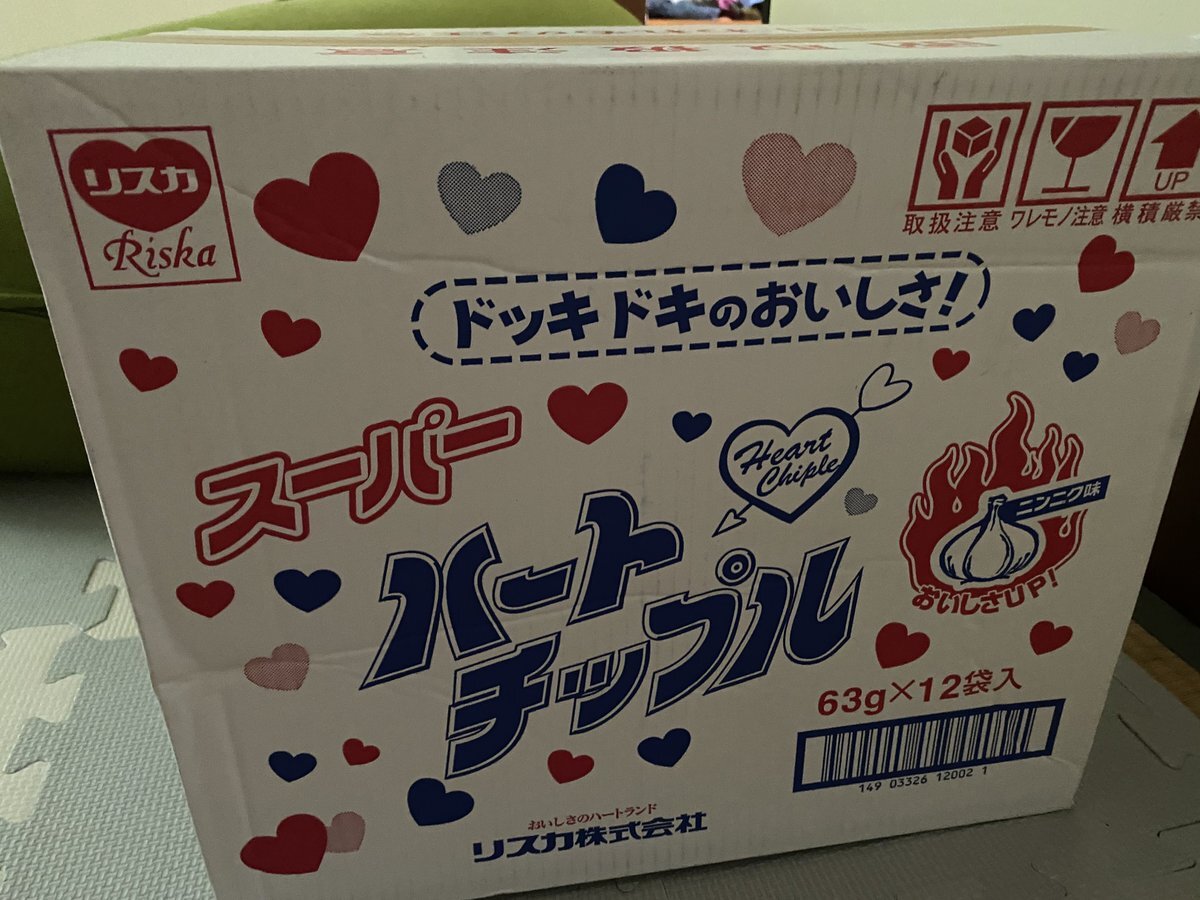 リスカ
Riska
取扱注意 ワレモノ注意 横積厳禁
UP
ドッキドキのおいしさ!
スーパー
Heart
Chiple
ハート
チップル
ニンニク味
おいしさUP!
63g×12袋入
149 03326 12002 1
おいしさのハートランド
リスカ株式会社